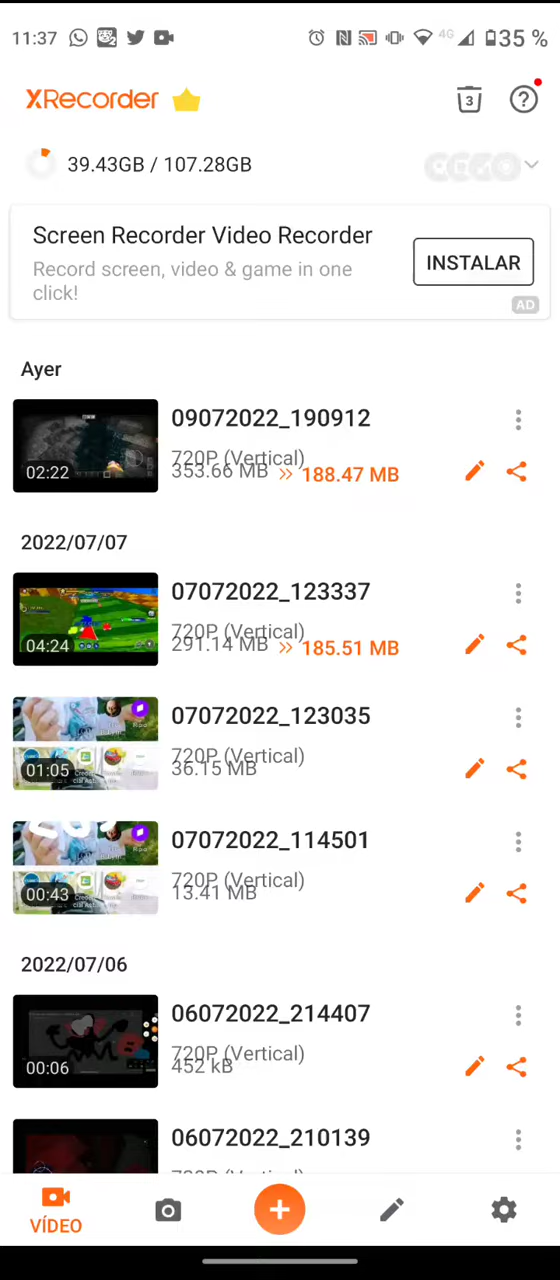 11:37
4G
35 %
XRecorder
3
39.43GB / 107.28GB
Screen Recorder Video Recorder
Record screen, video & game in one
click!
INSTALAR
AD
Ayer
09072022_190912
720P (Vertical)
353.66 MB » 188.47 MB
02:22
2022/07/07
07072022_123337
720P (Vertical)
291.14 MB » 185.51 MB
04:24
07072022_123035
720P (Vertical)
36.15 MB
01:05
07072022_114501
720P (Vertical)
13.41 MB
00:43
2022/07/06
06072022_214407
720P (Vertical)
452 kB
00:06
06072022_210139
VÍDEO